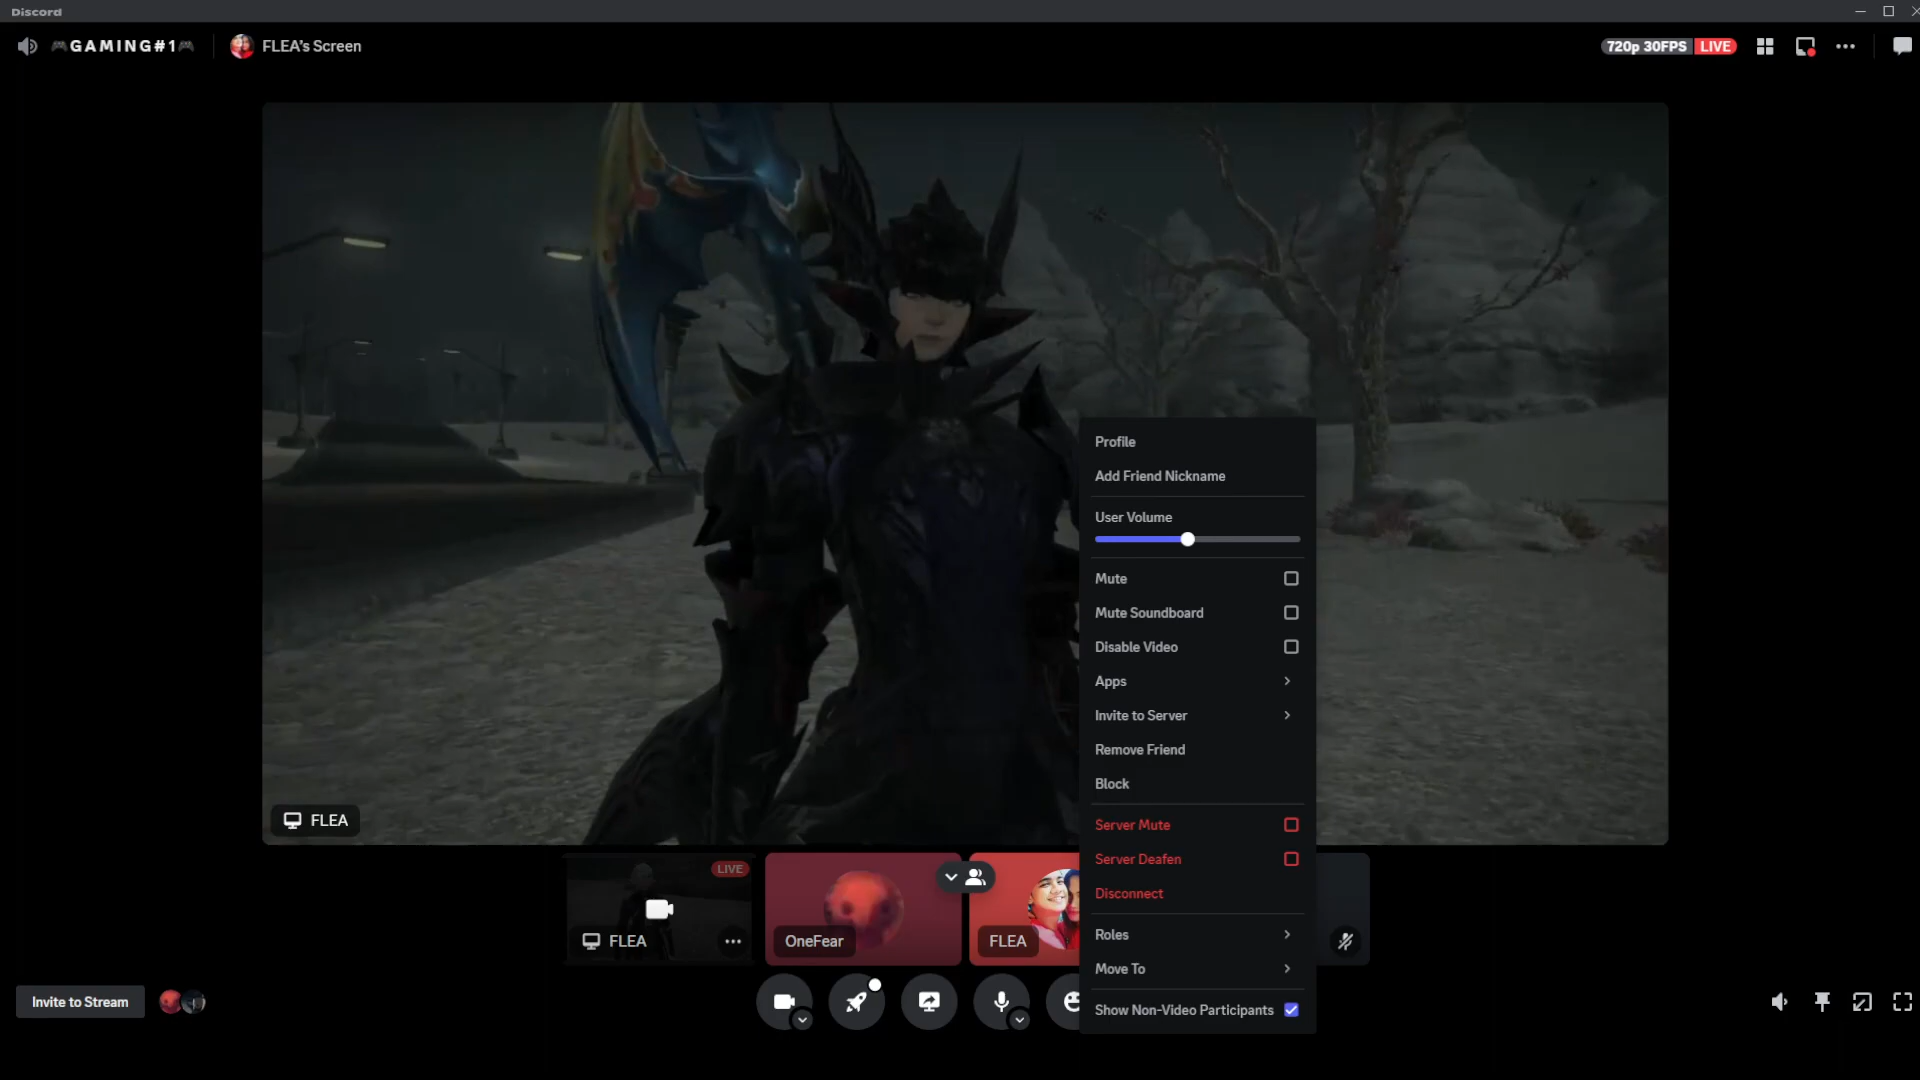 Discord
GAMING#1
FLEA's Screen
720p 30FPS LIVE
FLEA
Profile
Add Friend Nickname
User Volume
Mute
Mute Soundboard
Disable Video
Apps
Invite to Server
Remove Friend
Block
Server Mute
Server Deafen
Disconnect
Roles
Move To
Show Non-Video Participants
LIVE
FLEA
OneFear
FLEA
Invite to Stream